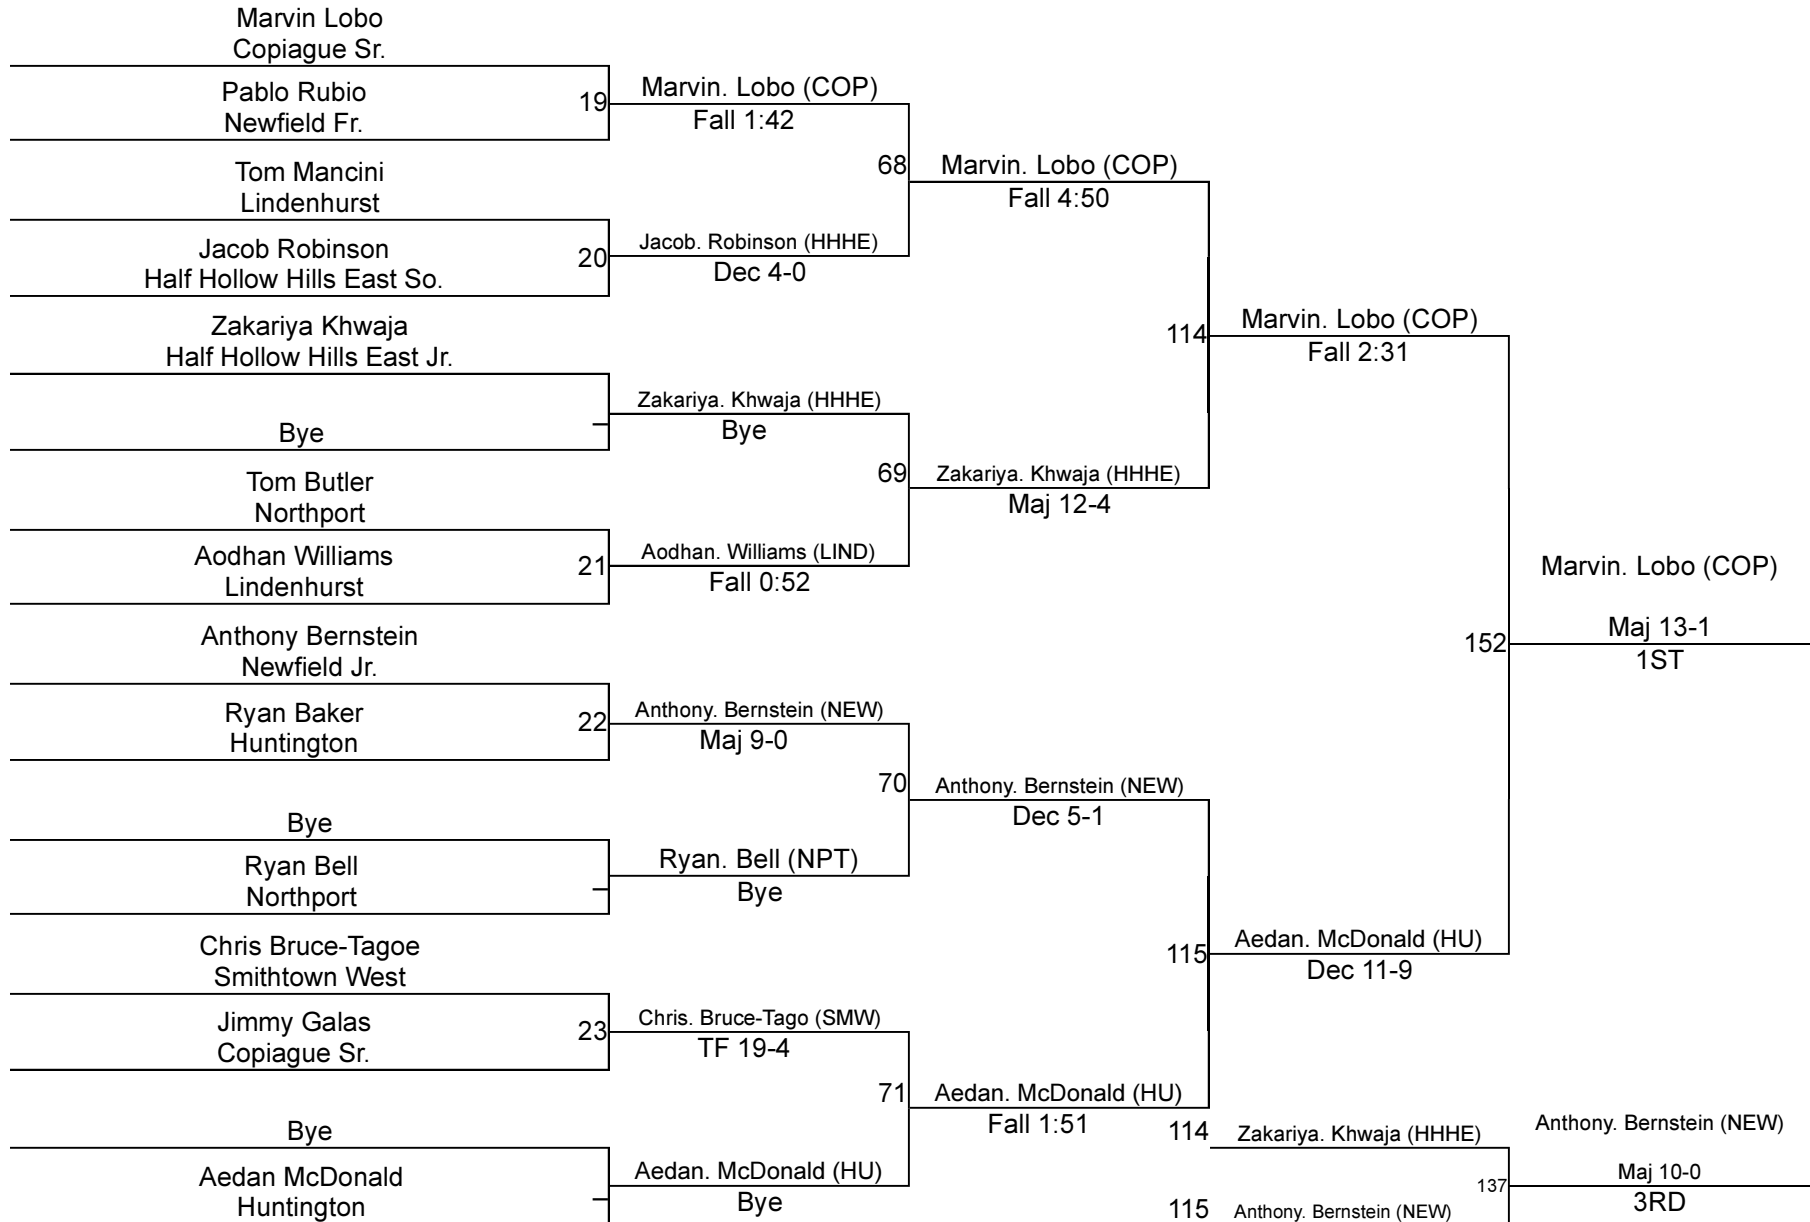 Marvin Lobo
Copiague Sr.
Pablo Rubio
Newfield Fr.
19
Marvin. Lobo (COP)
Fall 1:42
Tom Mancini
Lindenhurst
68
Marvin. Lobo (COP)
Fall 4:50
Jacob Robinson
Half Hollow Hills East So.
20
Jacob. Robinson (HHHE)
Dec 4-0
Zakariya Khwaja
Half Hollow Hills East Jr.
114
Marvin. Lobo (COP)
Fall 2:31
Bye
Zakariya. Khwaja (HHHE)
Bye
Tom Butler
Northport
69
Zakariya. Khwaja (HHHE)
Maj 12-4
Aodhan Williams
Lindenhurst
21
Aodhan. Williams (LIND)
Fall 0:52
Marvin. Lobo (COP)
Anthony Bernstein
Newfield Jr.
152
Maj 13-1
1ST
Ryan Baker
Huntington
22
Anthony. Bernstein (NEW)
Maj 9-0
70
Anthony. Bernstein (NEW)
Dec 5-1
Bye
Ryan Bell
Northport
Ryan. Bell (NPT)
Bye
Chris Bruce-Tagoe
Smithtown West
115
Aedan. McDonald (HU)
Dec 11-9
Jimmy Galas
Copiague Sr.
23
Chris. Bruce-Tago (SMW)
TF 19-4
71
Aedan. McDonald (HU)
Fall 1:51
Bye
114
Zakariya. Khwaja (HHHE)
Anthony. Bernstein (NEW)
Aedan McDonald
Huntington
Aedan. McDonald (HU)
Bye
137
Maj 10-0
3RD
115
Anthony. Bernstein (NEW)